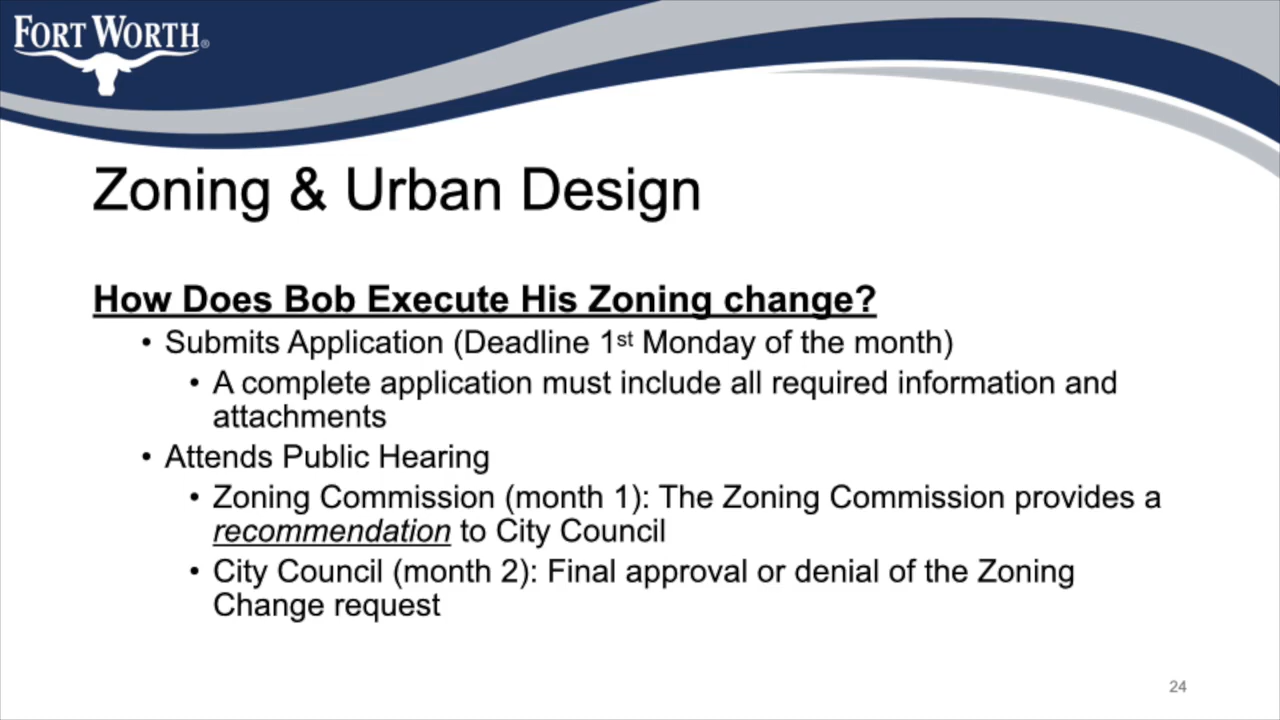 FORT WORTH®
Zoning & Urban Design
How Does Bob Execute His Zoning change?
• Submits Application (Deadline 1st Monday of the month)
• A complete application must include all required information and
attachments
• Attends Public Hearing
• Zoning Commission (month 1): The Zoning Commission provides a
recommendation to City Council
• City Council (month 2): Final approval or denial of the Zoning
Change request
24